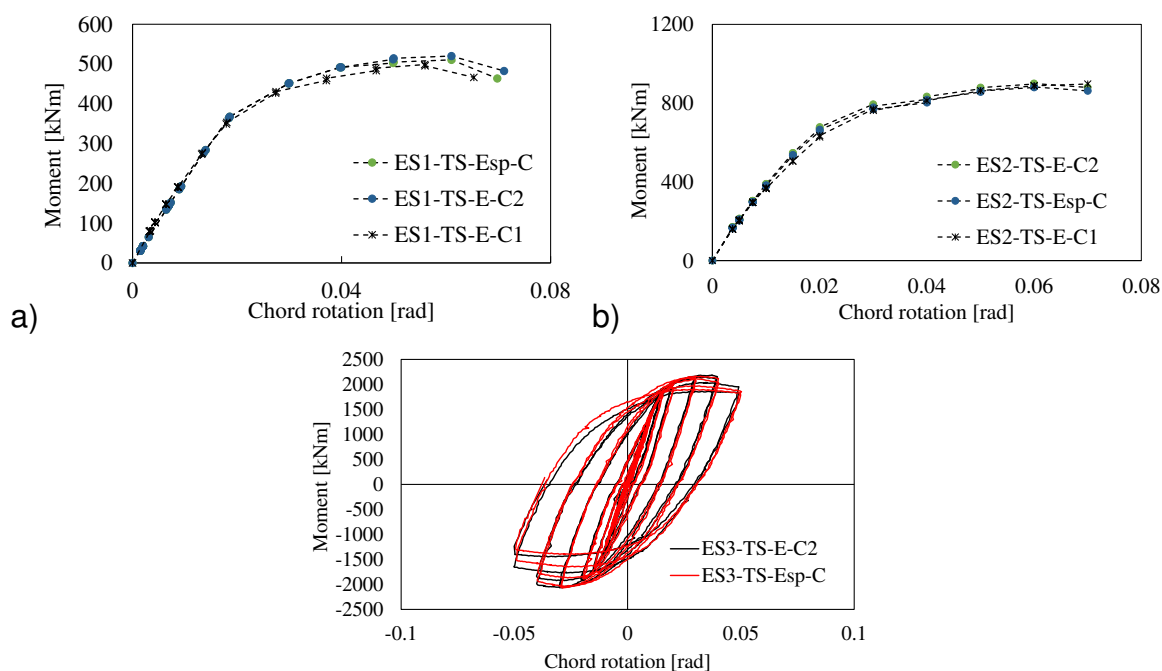 600
500
400
300
200
100
0
Moment [kNm]
ES1-TS-Esp-C
ES1-TS-E-C2
ES1-TS-E-C1
0
0.04
0.08
Chord rotation [rad]
a)
1200
800
400
0
Moment [kNm]
ES2-TS-E-C2
ES2-TS-Esp-C
ES2-TS-E-C1
0
0.02
0.04
0.06
0.08
Chord rotation [rad]
b)
2500
2000
1500
1000
500
0
-500
-1000
-1500
-2000
-2500
Moment [kNm]
ES3-TS-E-C2
ES3-TS-Esp-C
-0.1
-0.05
0
0.05
0.1
Chord rotation [rad]